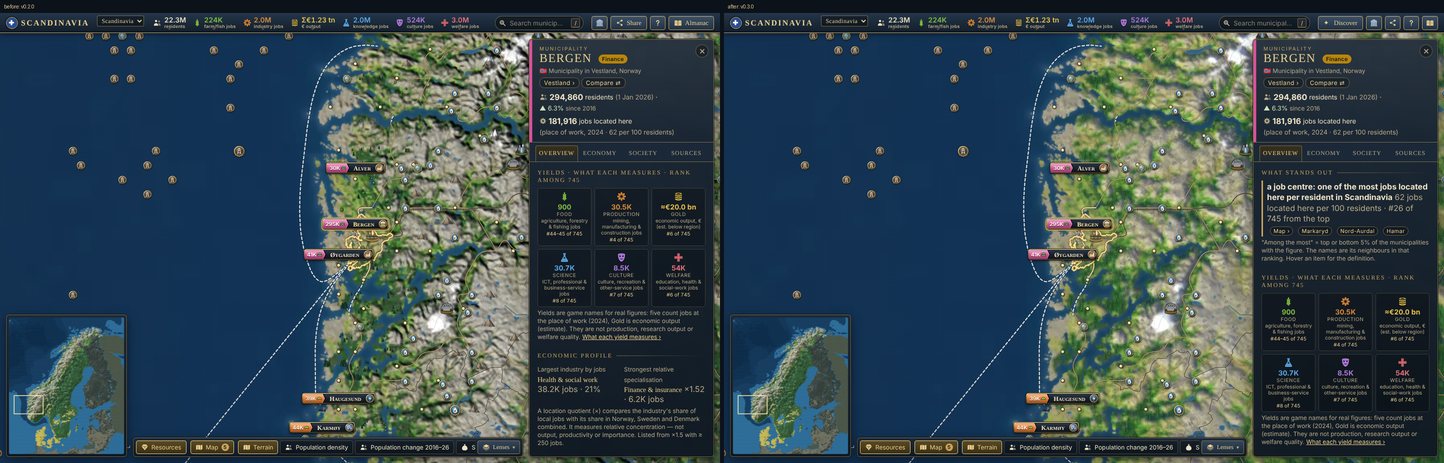 before v0.2.0
SCANDINAVIA
Scandinavia
22.3M residents
224K farm/fish jobs
2.0M industry jobs
Σ€1.23 tn € output
2.0M knowledge jobs
524K culture jobs
3.0M welfare jobs
Search municip... /
Share
?
Almanac
MUNICIPALITY
BERGEN Finance
Municipality in Vestland, Norway
Vestland ›
Compare ⇄
294,860 residents (1 Jan 2026) ·
▲ 6.3% since 2016
181,916 jobs located here
(place of work, 2024 · 62 per 100 residents)
OVERVIEW ECONOMY SOCIETY SOURCES
YIELDS · WHAT EACH MEASURES · RANK
AMONG 745
900
FOOD
agriculture, forestry
& fishing jobs
#44-45 of 745
30.5K
PRODUCTION
mining,
manufacturing &
construction jobs
#4 of 745
≈€20.0 bn
GOLD
economic output, €
(est. below region)
#6 of 745
30.7K
SCIENCE
ICT, professional &
business-service
jobs
#8 of 745
8.5K
CULTURE
culture, recreation &
other-service jobs
#7 of 745
54K
WELFARE
education, health &
social-work jobs
#6 of 745
Yields are game names for real figures: five count jobs at
the place of work (2024), Gold is economic output
(estimate). They are not production, research output or
welfare quality. What each yield measures ›
ECONOMIC PROFILE
Largest industry by jobs
Health & social work
38.2K jobs · 21%
Strongest relative
specialisation
Finance & insurance ×1.52
· 6.2K jobs
A location quotient (×) compares the industry's share of
local jobs with its share in Norway, Sweden and Denmark
combined. It measures relative concentration — not
output, productivity or importance. Listed from ×1.5 with ≥
250 jobs.
30K ALVER
295K BERGEN
ØYGARDEN
HAUGESUND
44K KARMØY
Resources
Map 5
Terrain
Population density
Population change 2016–26
S
Lenses
after v0.3.0
SCANDINAVIA
Scandinavia
22.3M residents
224K farm/fish jobs
2.0M industry jobs
Σ€1.23 tn € output
2.0M knowledge jobs
524K culture jobs
3.0M welfare jobs
Search municipal... /
Discover
Share
?
MUNICIPALITY
BERGEN Finance
Municipality in Vestland, Norway
Vestland ›
Compare ⇄
294,860 residents (1 Jan 2026) ·
▲ 6.3% since 2016
181,916 jobs located here
(place of work, 2024 · 62 per 100 residents)
OVERVIEW ECONOMY SOCIETY SOURCES
WHAT STANDS OUT
a job centre: one of the most jobs located
here per resident in Scandinavia 62 jobs
located here per 100 residents · #26 of
745 from the top
Map ›
Markaryd
Nord-Aurdal
Hamar
"Among the most" = top or bottom 5% of the municipalities
with the figure. The names are its neighbours in that
ranking. Hover an item for the definition.
YIELDS · WHAT EACH MEASURES · RANK
AMONG 745
900
FOOD
agriculture, forestry
& fishing jobs
#44-45 of 745
30.5K
PRODUCTION
mining,
manufacturing &
construction jobs
#4 of 745
≈€20.0 bn
GOLD
economic output, €
(est. below region)
#6 of 745
30.7K
SCIENCE
ICT, professional &
business-service
jobs
#8 of 745
8.5K
CULTURE
culture, recreation &
other-service jobs
#7 of 745
54K
WELFARE
education, health &
social-work jobs
#6 of 745
Yields are game names for real figures: five count jobs at
the place of work (2024), Gold is economic output
(estimate). They are not production, research output or
welfare quality. What each yield measures ›
30K ALVER
295K BERGEN
ØYGARDEN
HAUGESUND
44K KARMØY
Resources
Map 5
Terrain
Population density
Population change 2016–26
S
Lenses